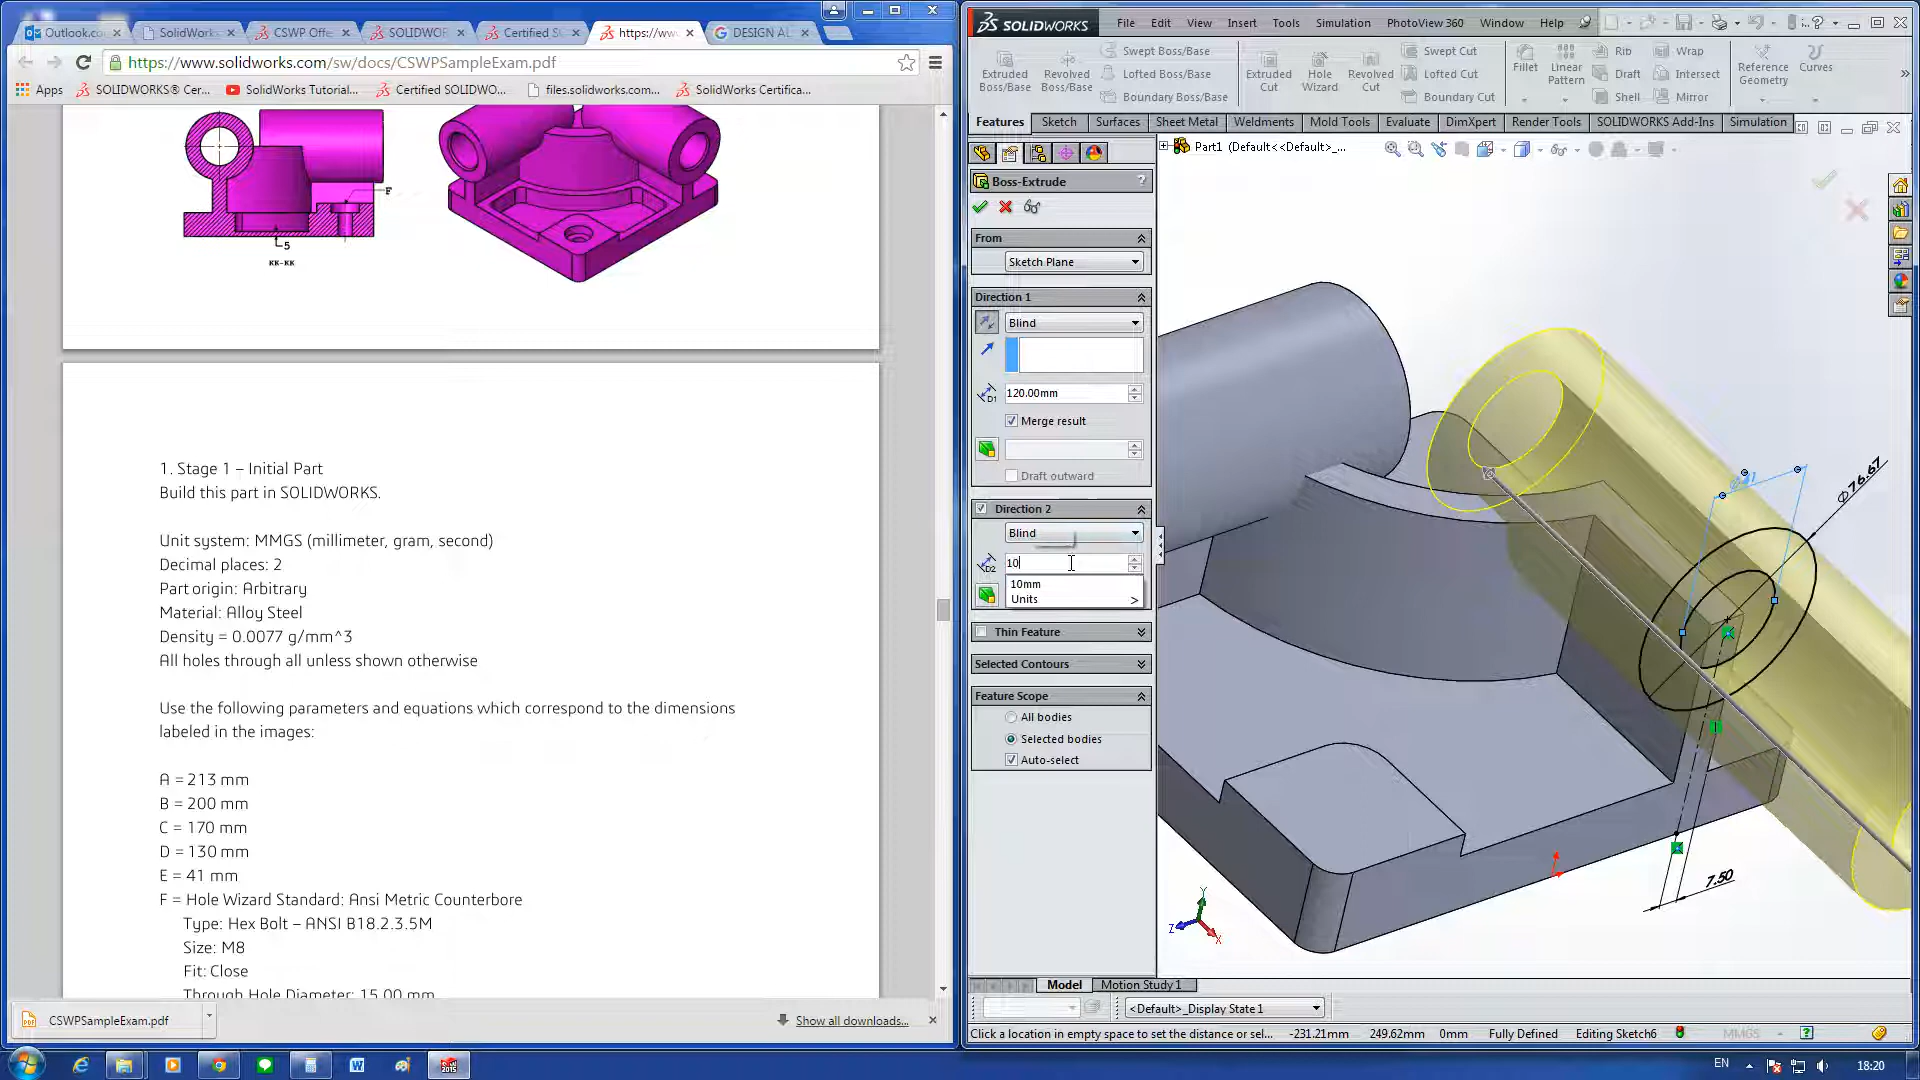 Outlook.co
SolidWork
CSWP Offe
SOLIDWOR
Certified SC
https://ww
DESIGN AL
https://www.solidworks.com/sw/docs/CSWPSampleExam.pdf
Apps
SOLIDWORKS® Cer...
SolidWorks Tutorial...
Certified SOLIDWO...
files.solidworks.com...
SolidWorks Certifica...
F
5
KK-KK
1. Stage 1 – Initial Part
Build this part in SOLIDWORKS.
Unit system: MMGS (millimeter, gram, second)
Decimal places: 2
Part origin: Arbitrary
Material: Alloy Steel
Density = 0.0077 g/mm^3
All holes through all unless shown otherwise
Use the following parameters and equations which correspond to the dimensions
labeled in the images:
A = 213 mm
B = 200 mm
C = 170 mm
D = 130 mm
E = 41 mm
F = Hole Wizard Standard: Ansi Metric Counterbore
Type: Hex Bolt – ANSI B18.2.3.5M
Size: M8
Fit: Close
Through Hole Diameter: 15.00 mm
CSWPSampleExam.pdf
Show all downloads...
SOLIDWORKS
File Edit View Insert Tools Simulation PhotoView 360 Window Help
Extruded Boss/Base
Revolved Boss/Base
Swept Boss/Base
Lofted Boss/Base
Boundary Boss/Base
Extruded Cut
Hole Wizard
Revolved Cut
Swept Cut
Lofted Cut
Boundary Cut
Fillet
Linear Pattern
Rib
Draft
Shell
Wrap
Intersect
Mirror
Reference Geometry
Curves
Features Sketch Surfaces Sheet Metal Weldments Mold Tools Evaluate DimXpert Render Tools SOLIDWORKS Add-Ins Simulation
Part1 (Default<<Default>_...
Boss-Extrude
?
From
Sketch Plane
Direction 1
Blind
D1
120.00mm
Merge result
Draft outward
Direction 2
Blind
D2
10
10mm
Units >
Thin Feature
Selected Contours
Feature Scope
All bodies
Selected bodies
Auto-select
Ø76.67
7.50
Y
Z
X
Model Motion Study 1
<Default>_Display State 1
Click a location in empty space to set the distance or sel... -231.21mm 249.62mm 0mm Fully Defined Editing Sketch6 MMGS
EN
18:20